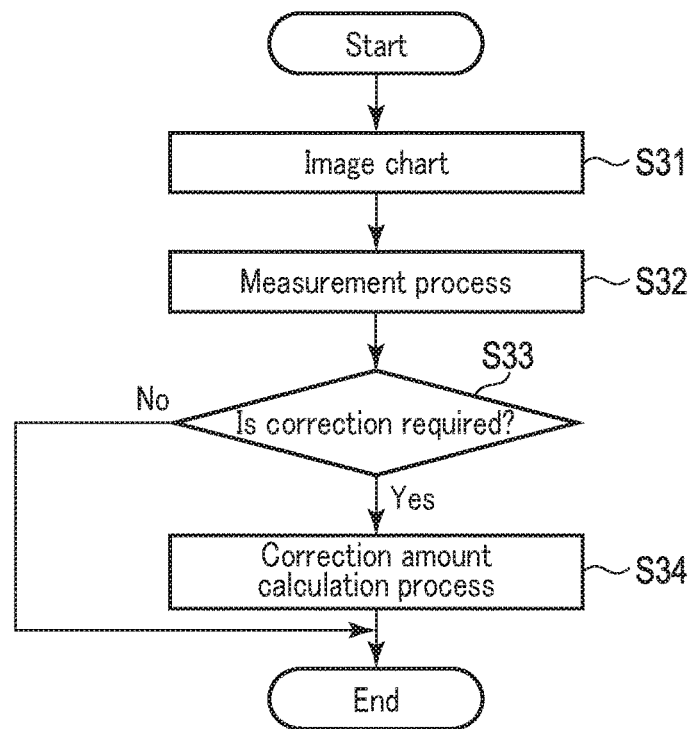 Start
Image chart
S31
Measurement process
S32
S33
No
Is correction required?
Yes
Correction amount
calculation process
S34
End